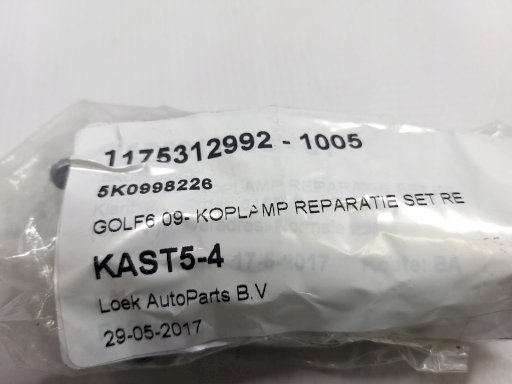 1175312992 - 1005
5K0998226
GOLF6 09- KOPLAMP REPARATIE SET RE
KAST5-4
Loek AutoParts B.V
29-05-2017